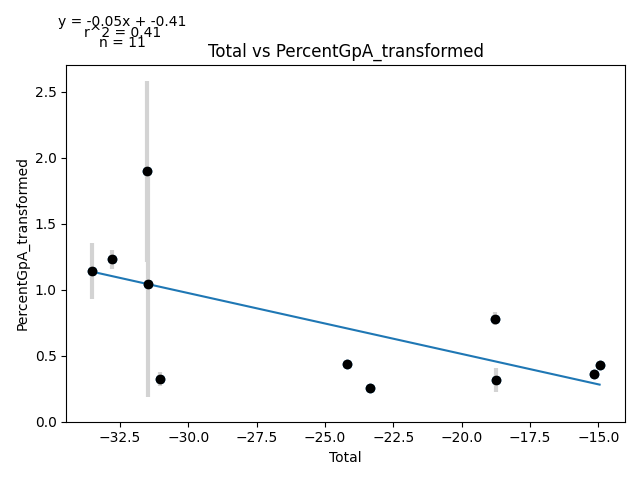 y = -0.05x + -0.41
r^2 = 0.41
n = 11
Total vs PercentGpA_transformed
2.5
2.0
1.5
1.0
0.5
0.0
PercentGpA_transformed
−32.5 −30.0 −27.5 −25.0 −22.5 −20.0 −17.5 −15.0
Total